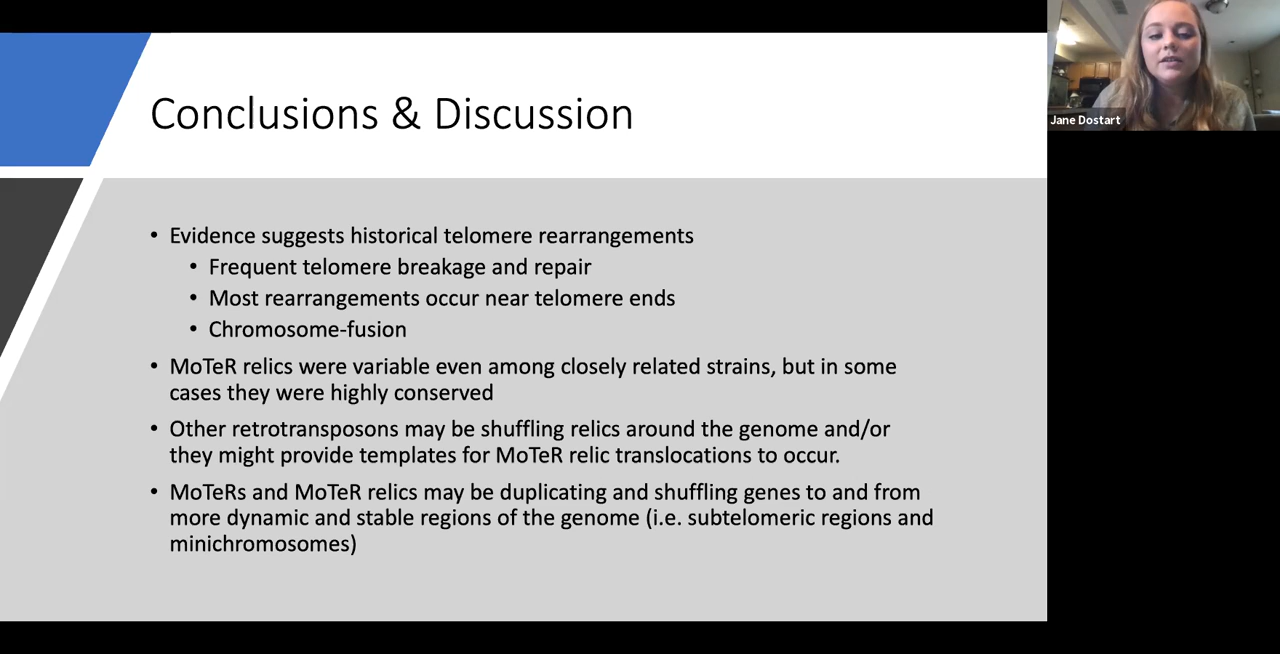 Conclusions & Discussion
Jane Dostart
• Evidence suggests historical telomere rearrangements
• Frequent telomere breakage and repair
• Most rearrangements occur near telomere ends
• Chromosome-fusion
• MoTeR relics were variable even among closely related strains, but in some
cases they were highly conserved
• Other retrotransposons may be shuffling relics around the genome and/or
they might provide templates for MoTeR relic translocations to occur.
• MoTeRs and MoTeR relics may be duplicating and shuffling genes to and from
more dynamic and stable regions of the genome (i.e. subtelomeric regions and
minichromosomes)